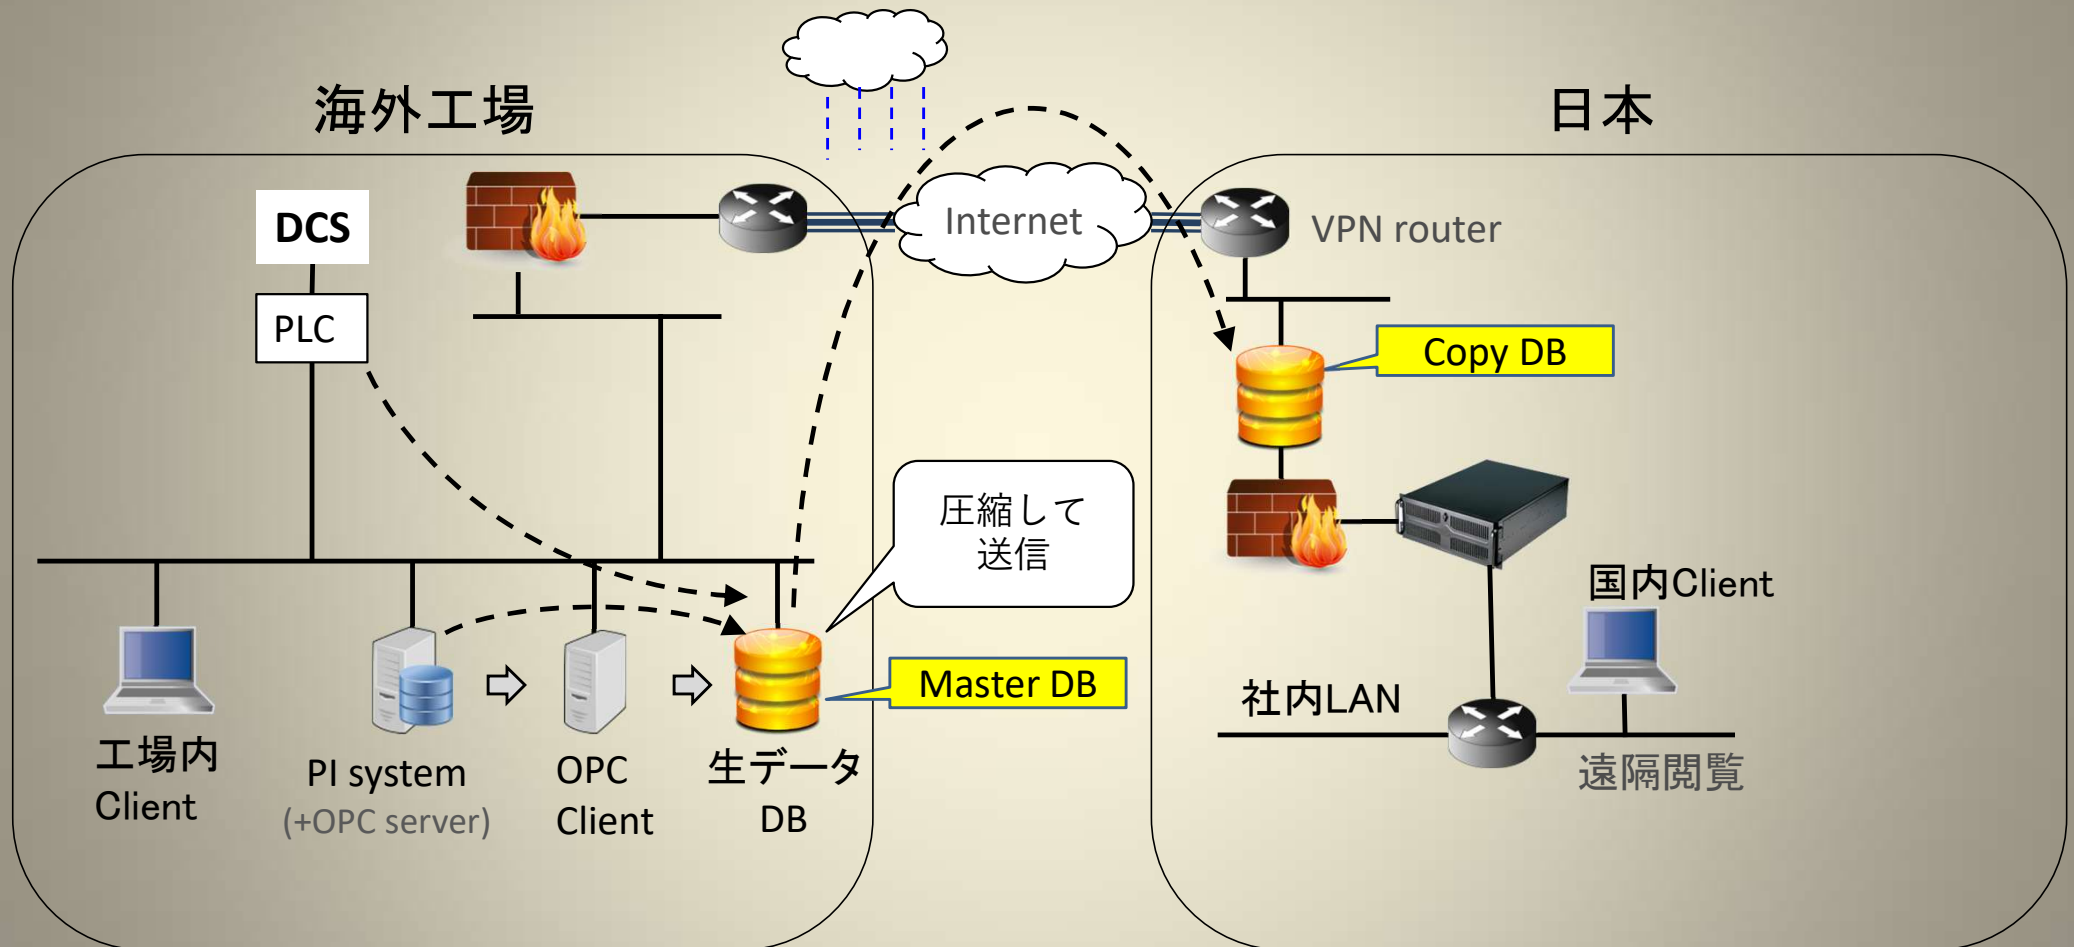 海外工場
日本
DCS
PLC
Internet
VPN router
Copy DB
圧縮して
送信
Master DB
国内Client
社内LAN
遠隔閲覧
工場内
Client
PI system
(+OPC server)
OPC
Client
生データ
DB